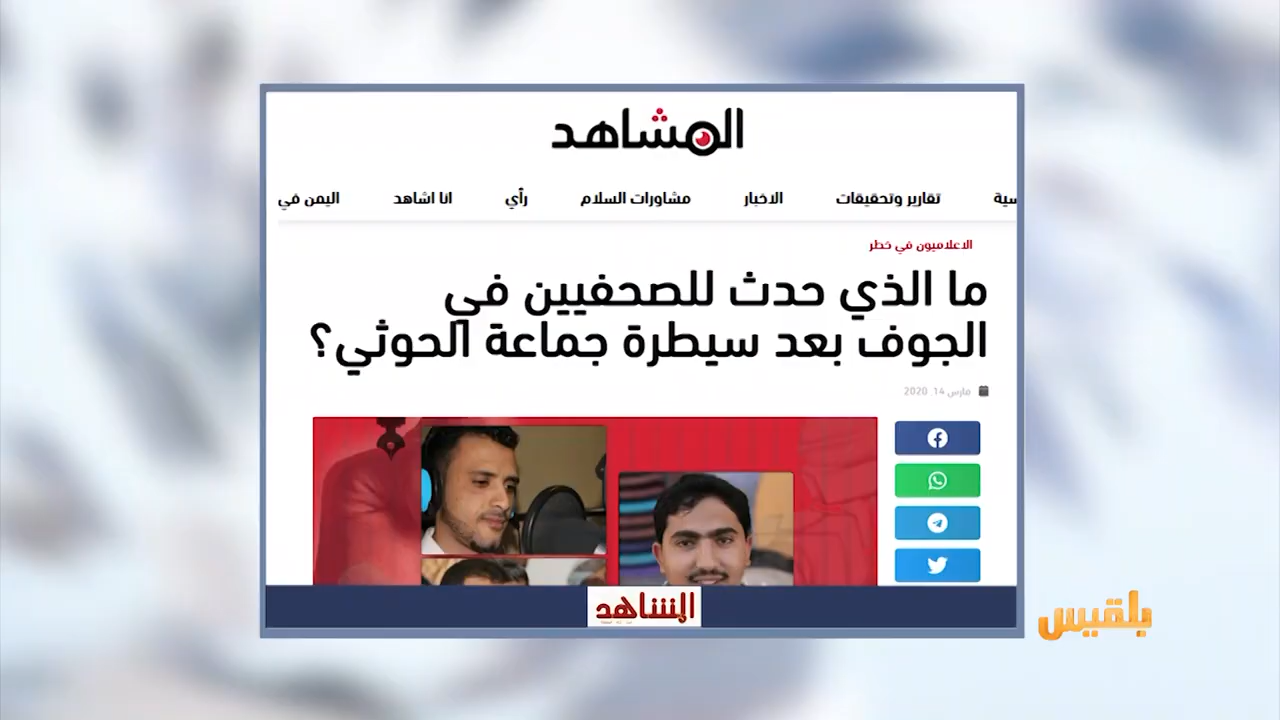 المشاهد
سية تقارير وتحقيقات الاخبار مشاورات السلام رأي انا اشاهد اليمن في
الاعلاميون في خطر
ما الذي حدث للصحفيين في
الجوف بعد سيطرة جماعة الحوثي؟
مارس 14, 2020
المشاهد
بلقيس